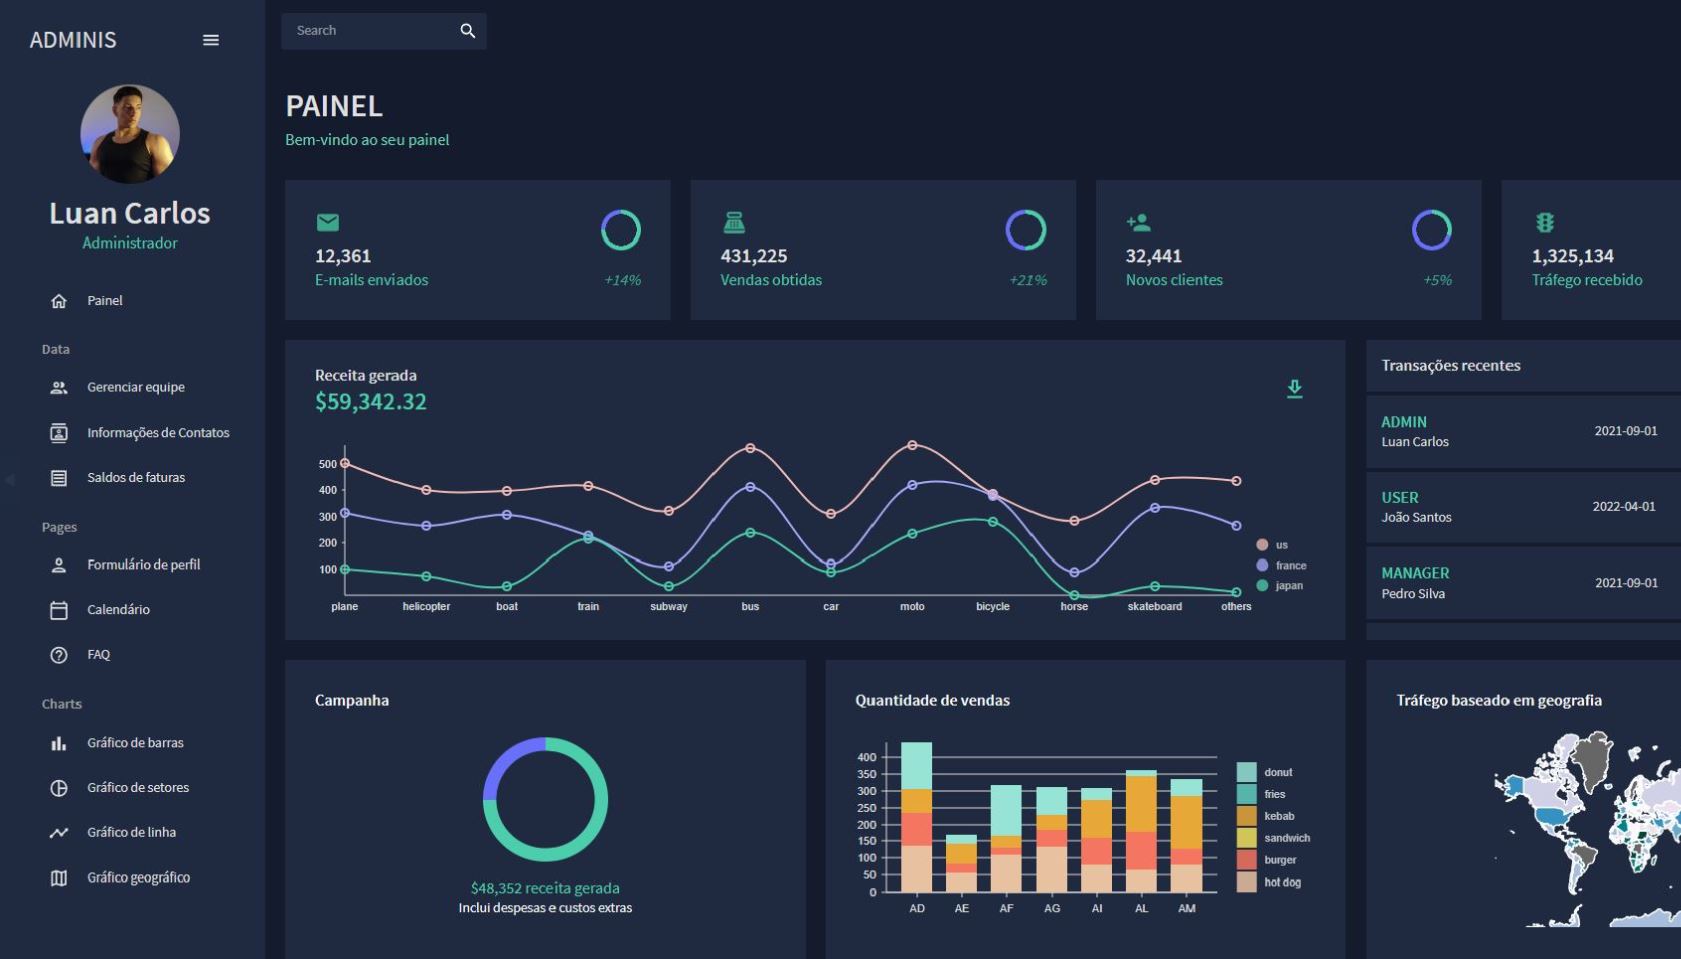 ADMINIS
Search
Luan Carlos
Administrador
Painel
Data
Gerenciar equipe
Informações de Contatos
Saldos de faturas
Pages
Formulário de perfil
Calendário
FAQ
Charts
Gráfico de barras
Gráfico de setores
Gráfico de linha
Gráfico geográfico
PAINEL
Bem-vindo ao seu painel
12,361
E-mails enviados
+14%
431,225
Vendas obtidas
+21%
32,441
Novos clientes
+5%
1,325,134
Tráfego recebido
Receita gerada
$59,342.32
500
400
300
200
100
plane
helicopter
boat
train
subway
bus
car
moto
bicycle
horse
skateboard
others
us
france
japan
Transações recentes
ADMIN
Luan Carlos
2021-09-01
USER
João Santos
2022-04-01
MANAGER
Pedro Silva
2021-09-01
Campanha
$48,352 receita gerada
Inclui despesas e custos extras
Quantidade de vendas
400
350
300
250
200
150
100
50
0
AD
AE
AF
AG
AI
AL
AM
donut
fries
kebab
sandwich
burger
hot dog
Tráfego baseado em geografia